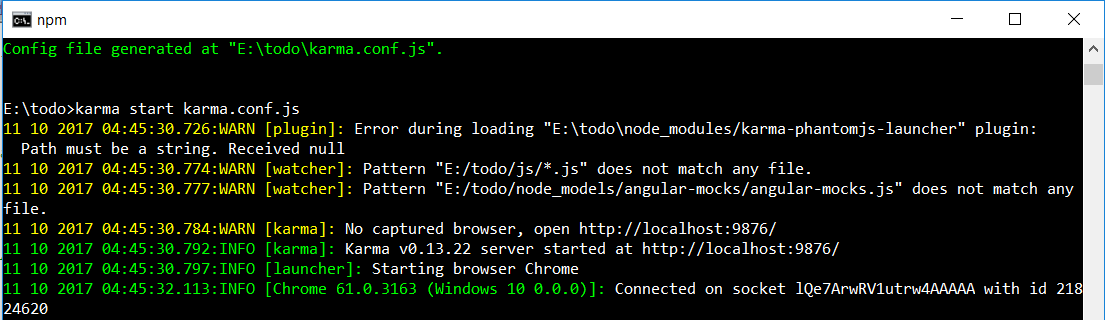 npm
Config file generated at "E:\todo\karma.conf.js".
E:\todo>karma start karma.conf.js
11 10 2017 04:45:30.726:WARN [plugin]: Error during loading "E:\todo\node_modules/karma-phantomjs-launcher" plugin:
  Path must be a string. Received null
11 10 2017 04:45:30.774:WARN [watcher]: Pattern "E:/todo/js/*.js" does not match any file.
11 10 2017 04:45:30.777:WARN [watcher]: Pattern "E:/todo/node_models/angular-mocks/angular-mocks.js" does not match any
file.
11 10 2017 04:45:30.784:WARN [karma]: No captured browser, open http://localhost:9876/
11 10 2017 04:45:30.792:INFO [karma]: Karma v0.13.22 server started at http://localhost:9876/
11 10 2017 04:45:30.797:INFO [launcher]: Starting browser Chrome
11 10 2017 04:45:32.113:INFO [Chrome 61.0.3163 (Windows 10 0.0.0)]: Connected on socket lQe7ArwRV1utrw4AAAAA with id 218
24620